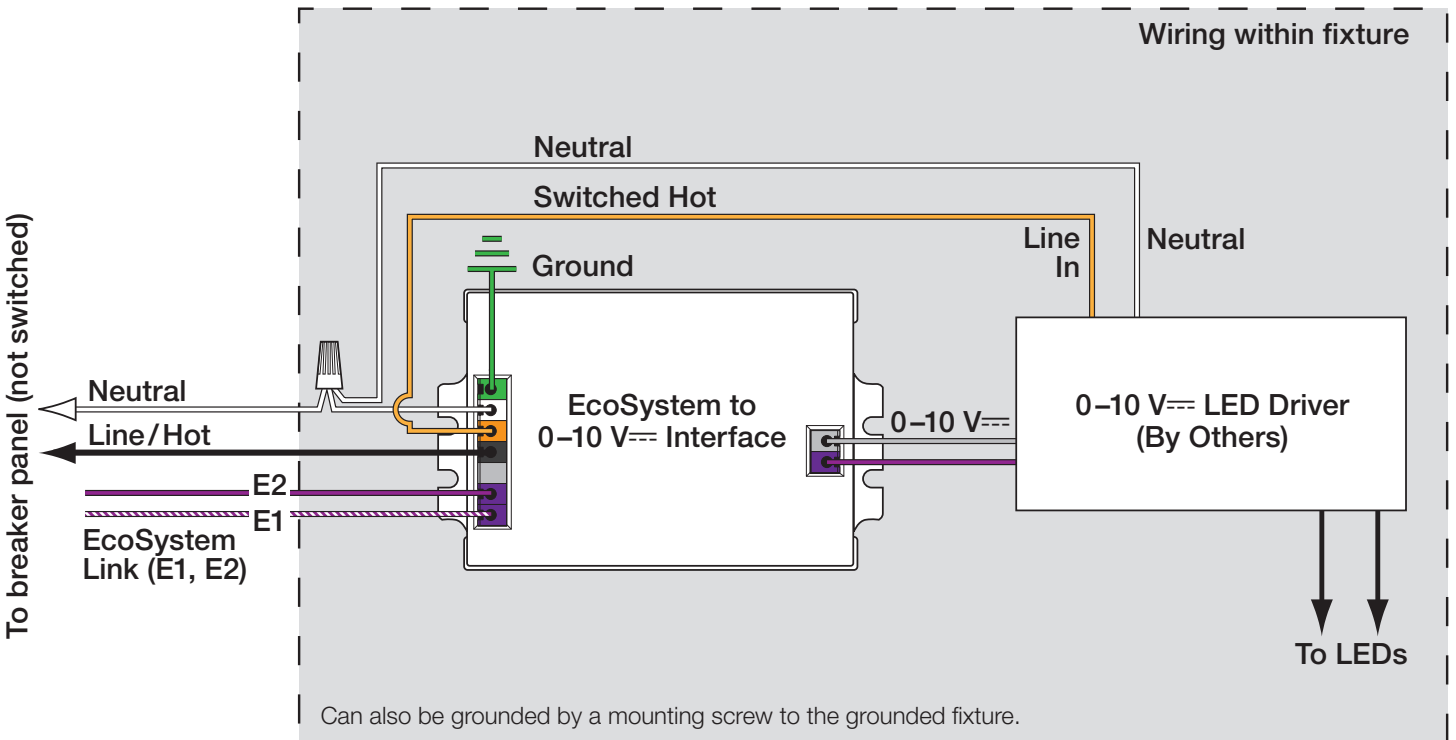 Wiring within fixture
Neutral
Switched Hot
Line
In
Neutral
Ground
To breaker panel (not switched)
Neutral
Line/Hot
E2
E1
EcoSystem
Link (E1, E2)
EcoSystem to
0–10 V⎓ Interface
0–10 V⎓
0–10 V⎓ LED Driver
(By Others)
To LEDs
Can also be grounded by a mounting screw to the grounded fixture.